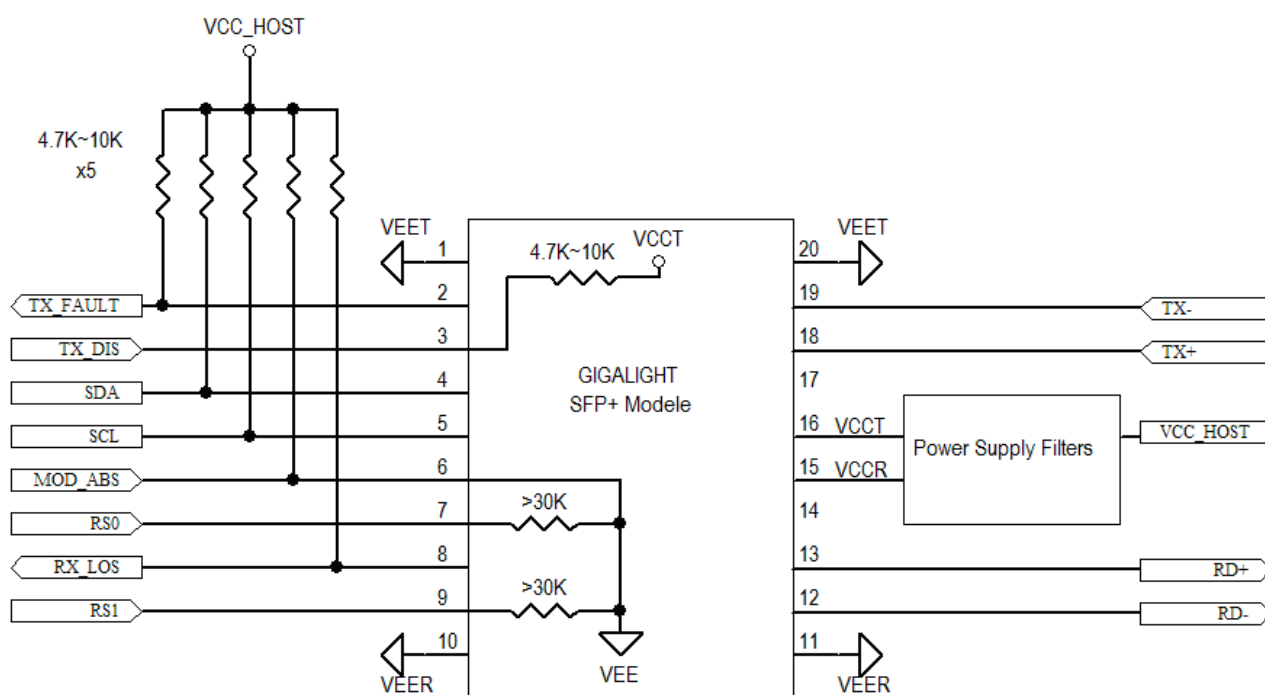 VCC_HOST
4.7K~10K
x5
VEET
1
2
3
4
5
6
7
8
9
10
VEER
TX_FAULT
TX_DIS
SDA
SCL
MOD_ABS
RS0
RX_LOS
RS1
4.7K~10K
VCCT
GIGALIGHT
SFP+ Modele
>30K
>30K
VEE
VEET
20
19
18
17
16
VCCT
15
VCCR
14
13
12
11
VEER
Power Supply Filters
TX-
TX+
VCC_HOST
RD+
RD-